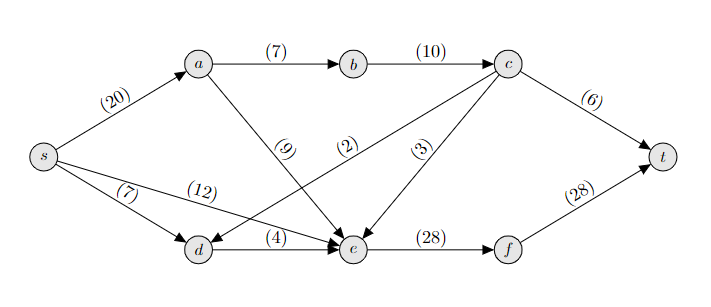 (7)
(10)
a
b
c
(20)
(6)
(9)
(2)
(3)
s
t
(12)
(7)
(28)
(4)
(28)
d
e
f